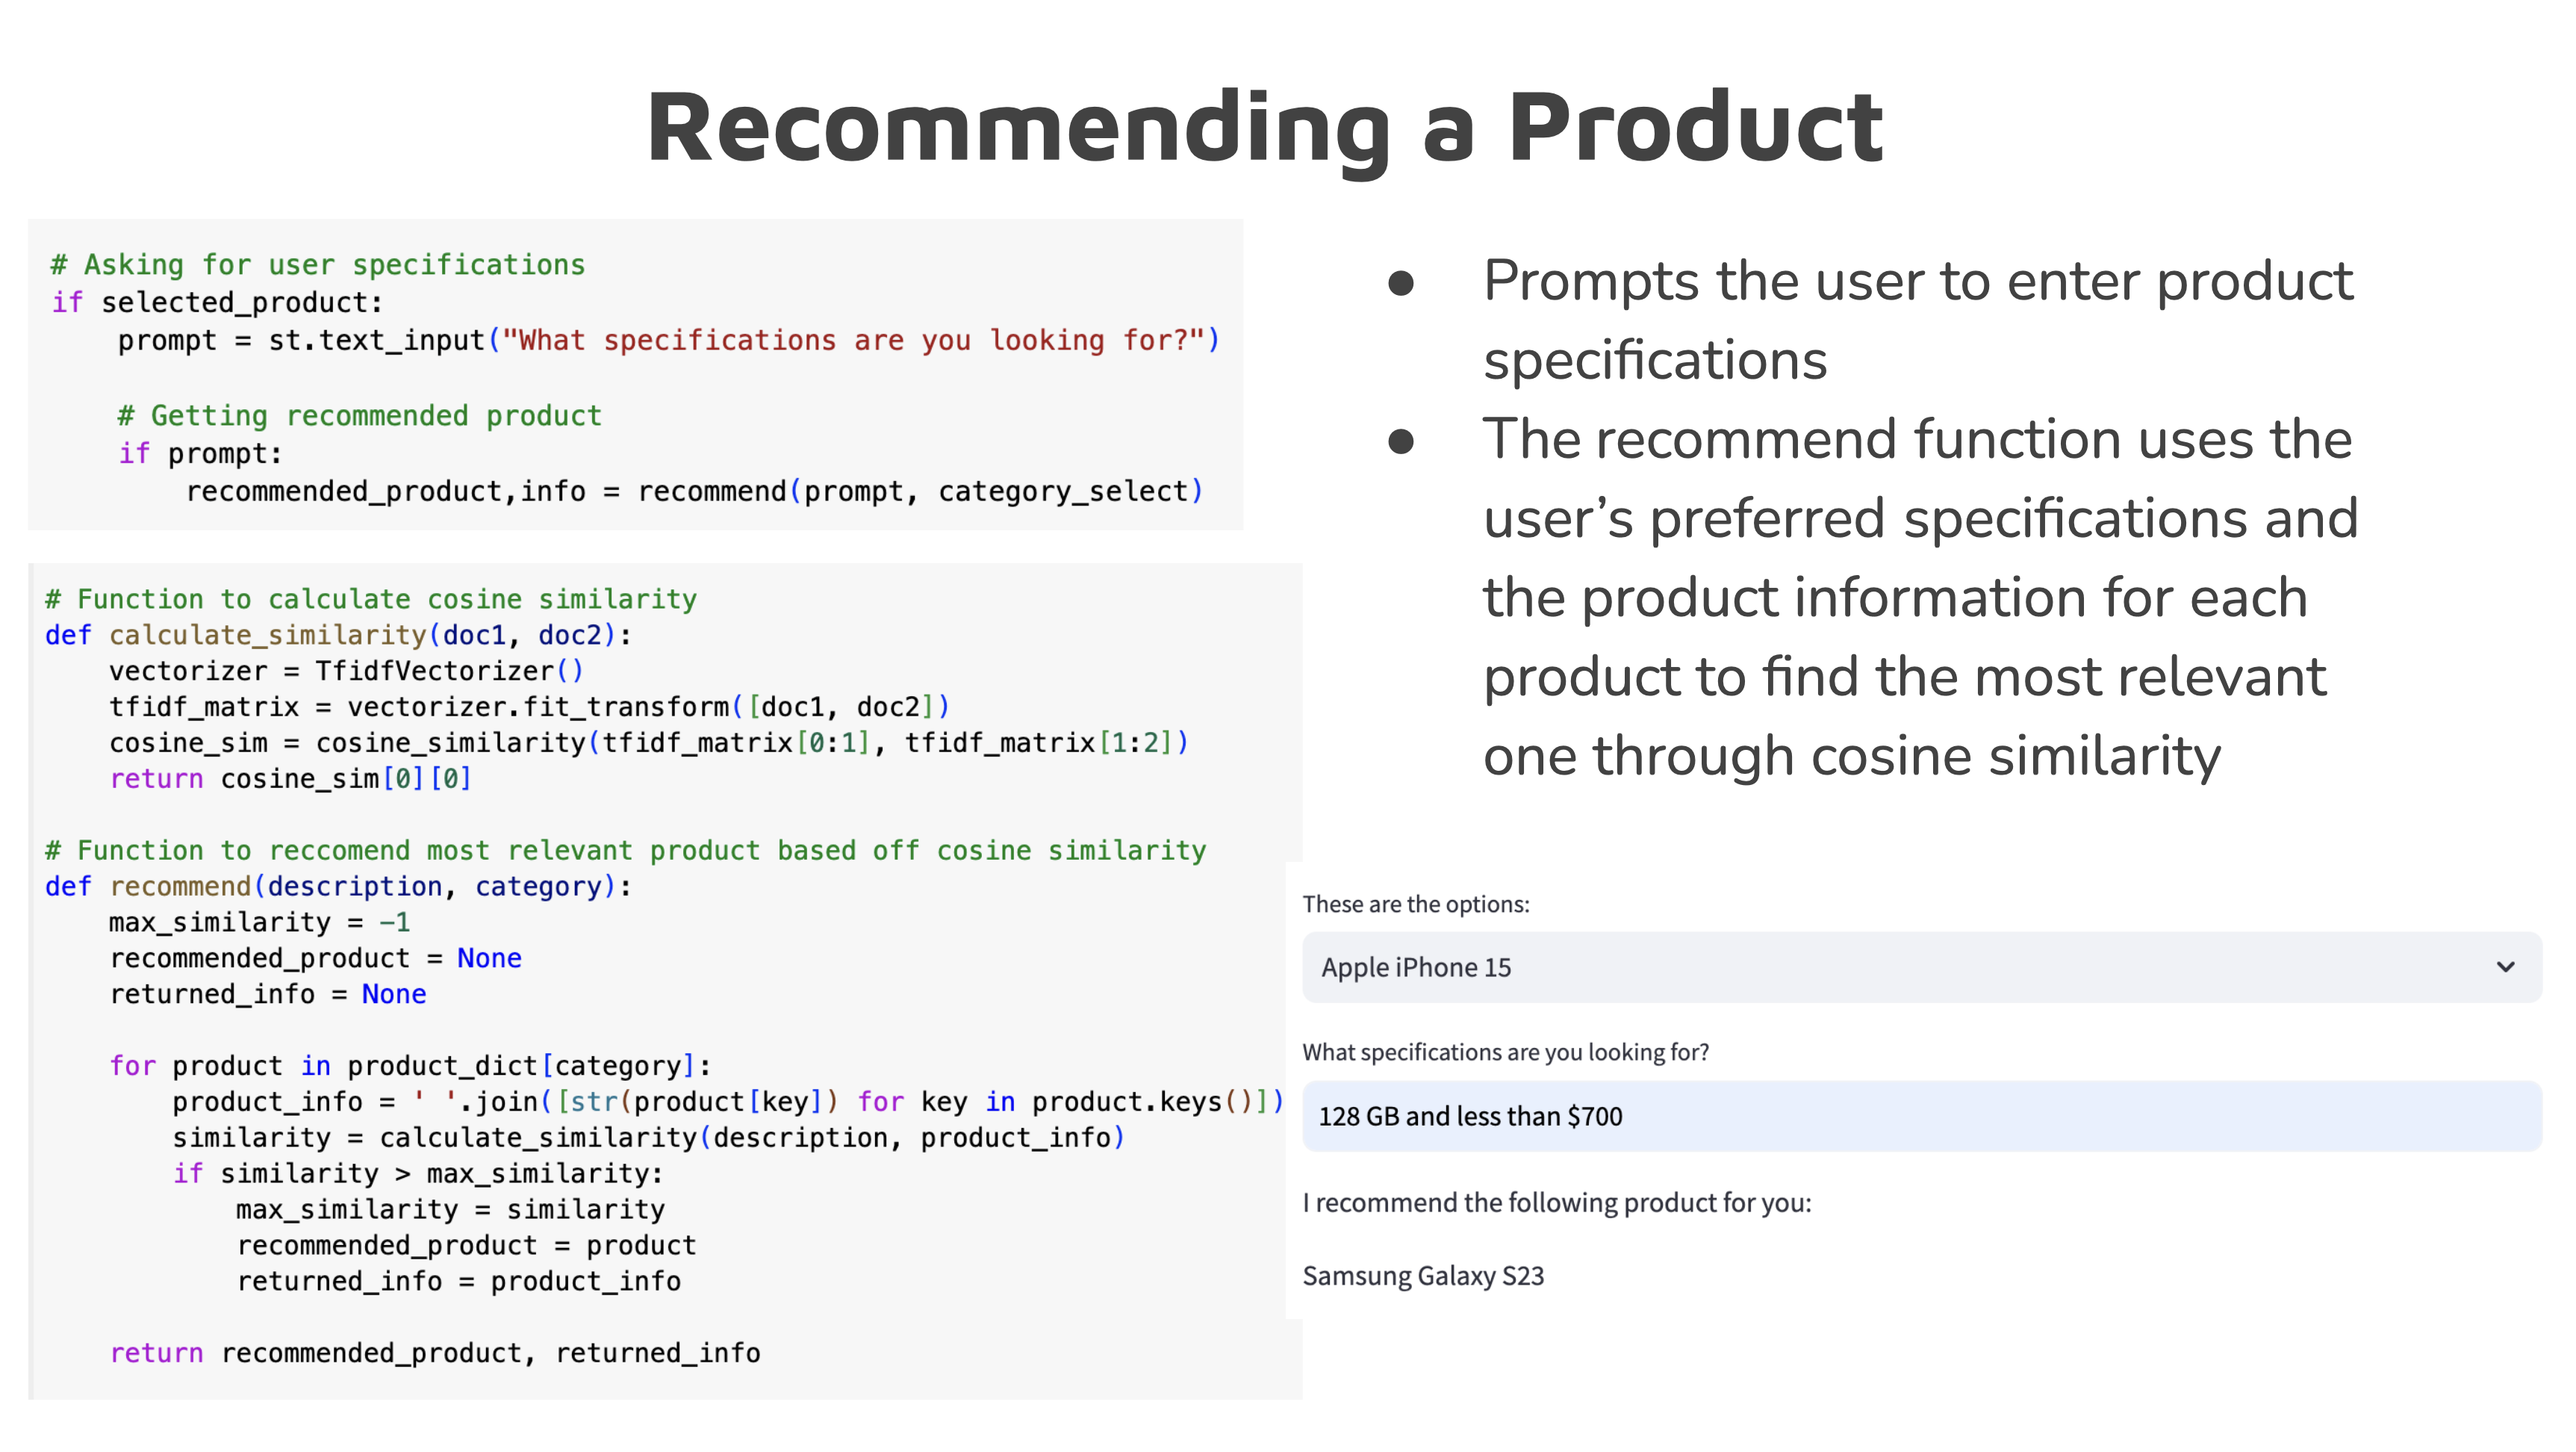 Recommending a Product
# Asking for user specifications
if selected_product:
    prompt = st.text_input("What specifications are you looking for?")
    # Getting recommended product
    if prompt:
        recommended_product,info = recommend(prompt, category_select)
# Function to calculate cosine similarity
def calculate_similarity(doc1, doc2):
    vectorizer = TfidfVectorizer()
    tfidf_matrix = vectorizer.fit_transform([doc1, doc2])
    cosine_sim = cosine_similarity(tfidf_matrix[0:1], tfidf_matrix[1:2])
    return cosine_sim[0][0]
# Function to reccomend most relevant product based off cosine similarity
def recommend(description, category):
    max_similarity = -1
    recommended_product = None
    returned_info = None
    for product in product_dict[category]:
        product_info = ' '.join([str(product[key]) for key in product.keys()])
        similarity = calculate_similarity(description, product_info)
        if similarity > max_similarity:
            max_similarity = similarity
            recommended_product = product
            returned_info = product_info
    return recommended_product, returned_info
● Prompts the user to enter product
specifications
● The recommend function uses the
user’s preferred specifications and
the product information for each
product to find the most relevant
one through cosine similarity
These are the options:
Apple iPhone 15
What specifications are you looking for?
128 GB and less than $700
I recommend the following product for you:
Samsung Galaxy S23